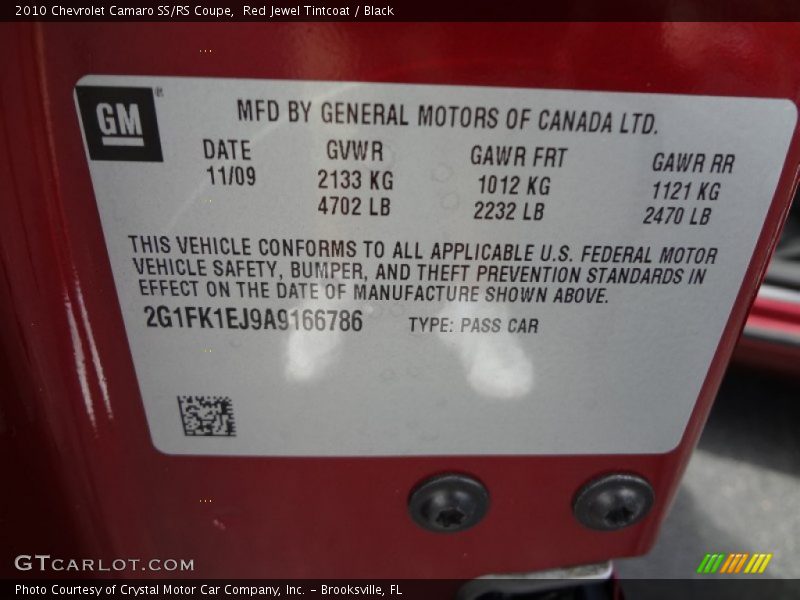 2010 Chevrolet Camaro SS/RS Coupe,  Red Jewel Tintcoat / Black
GM®
MFD BY GENERAL MOTORS OF CANADA LTD.
DATE GVWR GAWR FRT GAWR RR
11/09 2133 KG 1012 KG 1121 KG
4702 LB 2232 LB 2470 LB
THIS VEHICLE CONFORMS TO ALL APPLICABLE U.S. FEDERAL MOTOR
VEHICLE SAFETY, BUMPER, AND THEFT PREVENTION STANDARDS IN
EFFECT ON THE DATE OF MANUFACTURE SHOWN ABOVE.
2G1FK1EJ9A9166786 TYPE: PASS CAR
GTCARLOT.COM
Photo Courtesy of Crystal Motor Car Company, Inc. – Brooksville, FL